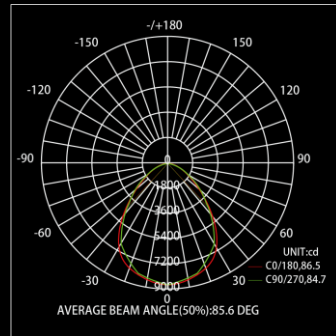 -/+180
-150 150
-120 120
-90 0 90
1800
3600
-60 5400 60
UNIT:cd
7200 C0/180,86.5
-30 30
C90/270,84.7
9000
0
AVERAGE BEAM ANGLE(50%):85.6 DEG